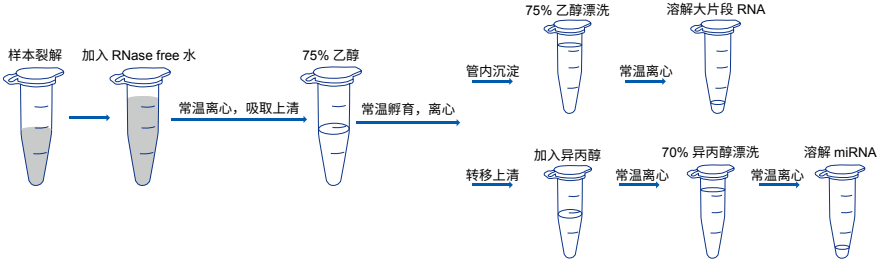 样本裂解
加入 RNase free 水
常温离心，吸取上清
75% 乙醇
常温孵育，离心
管内沉淀
75% 乙醇漂洗
常温离心
溶解大片段 RNA
转移上清
加入异丙醇
常温离心
70% 异丙醇漂洗
常温离心
溶解 miRNA